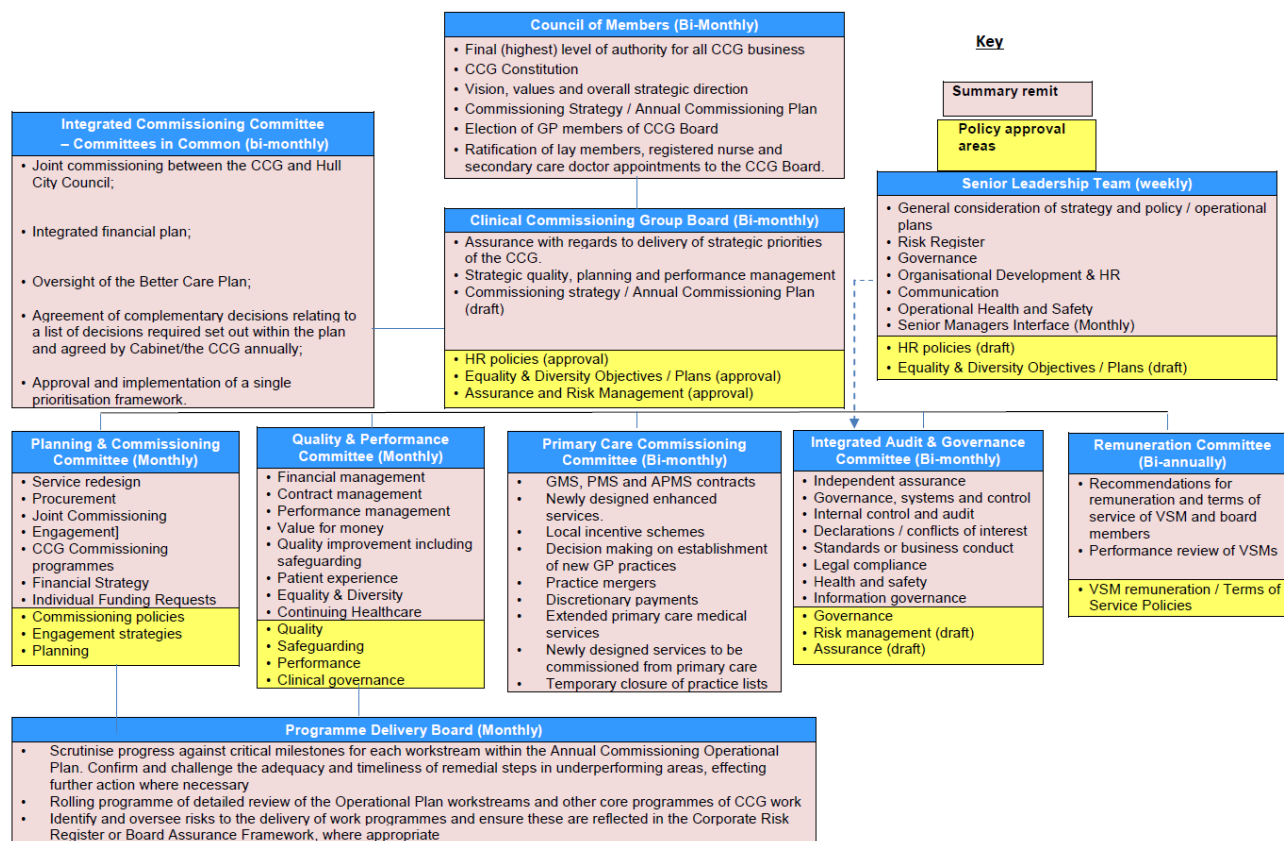 Council of Members (Bi-Monthly)
• Final (highest) level of authority for all CCG business
• CCG Constitution
• Vision, values and overall strategic direction
• Commissioning Strategy / Annual Commissioning Plan
• Election of GP members of CCG Board
• Ratification of lay members, registered nurse and
secondary care doctor appointments to the CCG Board.
Key
Summary remit
Policy approval
areas
Integrated Commissioning Committee
– Committees in Common (bi-monthly)
• Joint commissioning between the CCG and Hull
City Council;
• Integrated financial plan;
• Oversight of the Better Care Plan;
• Agreement of complementary decisions relating to
a list of decisions required set out within the plan
and agreed by Cabinet/the CCG annually;
• Approval and implementation of a single
prioritisation framework.
Clinical Commissioning Group Board (Bi-monthly)
• Assurance with regards to delivery of strategic priorities
of the CCG.
• Strategic quality, planning and performance management
• Commissioning strategy / Annual Commissioning Plan
(draft)
• HR policies (approval)
• Equality & Diversity Objectives / Plans (approval)
• Assurance and Risk Management (approval)
Senior Leadership Team (weekly)
• General consideration of strategy and policy / operational
plans
• Risk Register
• Governance
• Organisational Development & HR
• Communication
• Operational Health and Safety
• Senior Managers Interface (Monthly)
• HR policies (draft)
• Equality & Diversity Objectives / Plans (draft)
Planning & Commissioning
Committee (Monthly)
• Service redesign
• Procurement
• Joint Commissioning
• Engagement]
• CCG Commissioning
programmes
• Financial Strategy
• Individual Funding Requests
• Commissioning policies
• Engagement strategies
• Planning
Quality & Performance
Committee (Monthly)
• Financial management
• Contract management
• Performance management
• Value for money
• Quality improvement including
safeguarding
• Patient experience
• Equality & Diversity
• Continuing Healthcare
• Quality
• Safeguarding
• Performance
• Clinical governance
Primary Care Commissioning
Committee (Bi-monthly)
• GMS, PMS and APMS contracts
• Newly designed enhanced
services.
• Local incentive schemes
• Decision making on establishment
of new GP practices
• Practice mergers
• Discretionary payments
• Extended primary care medical
services
• Newly designed services to be
commissioned from primary care
• Temporary closure of practice lists
Integrated Audit & Governance
Committee (Bi-monthly)
• Independent assurance
• Governance, systems and control
• Internal control and audit
• Declarations / conflicts of interest
• Standards or business conduct
• Legal compliance
• Health and safety
• Information governance
• Governance
• Risk management (draft)
• Assurance (draft)
Remuneration Committee
(Bi-annually)
• Recommendations for
remuneration and terms of
service of VSM and board
members
• Performance review of VSMs
• VSM remuneration / Terms of
Service Policies
Programme Delivery Board (Monthly)
• Scrutinise progress against critical milestones for each workstream within the Annual Commissioning Operational
Plan. Confirm and challenge the adequacy and timeliness of remedial steps in underperforming areas, effecting
further action where necessary
• Rolling programme of detailed review of the Operational Plan workstreams and other core programmes of CCG work
• Identify and oversee risks to the delivery of work programmes and ensure these are reflected in the Corporate Risk
Register or Board Assurance Framework, where appropriate